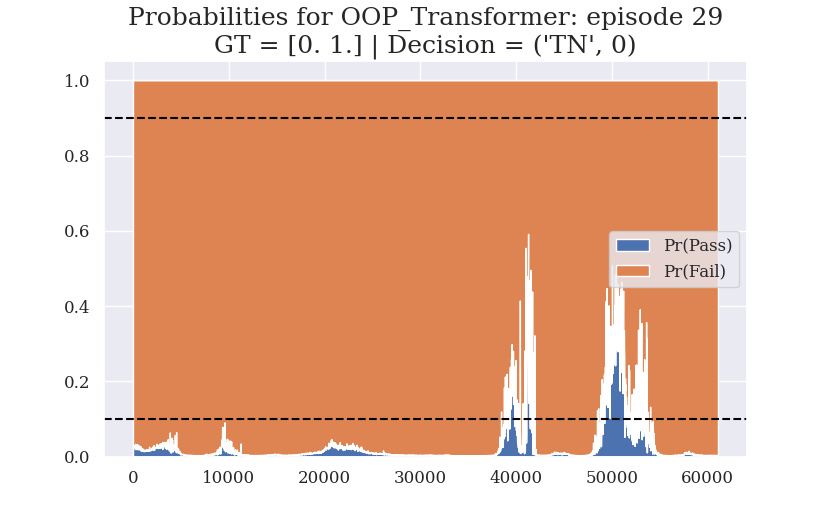 Probabilities for OOP_Transformer: episode 29
GT = [0. 1.] | Decision = ('TN', 0)
1.0
0.8
0.6
0.4
0.2
0.0
Pr(Pass)
Pr(Fail)
0 10000 20000 30000 40000 50000 60000